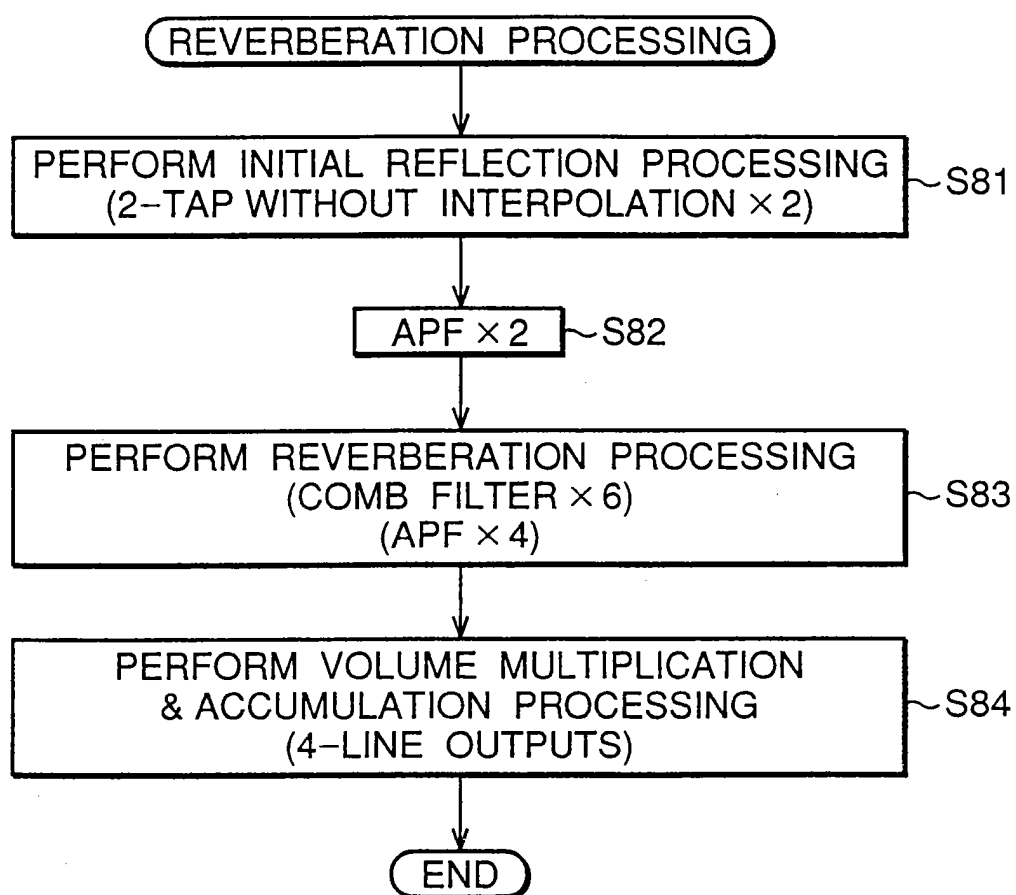 REVERBERATION PROCESSING
PERFORM INITIAL REFLECTION PROCESSING
(2-TAP WITHOUT INTERPOLATION × 2)
S81
APF × 2
S82
PERFORM REVERBERATION PROCESSING
(COMB FILTER × 6)
(APF × 4)
S83
PERFORM VOLUME MULTIPLICATION
& ACCUMULATION PROCESSING
(4-LINE OUTPUTS)
S84
END